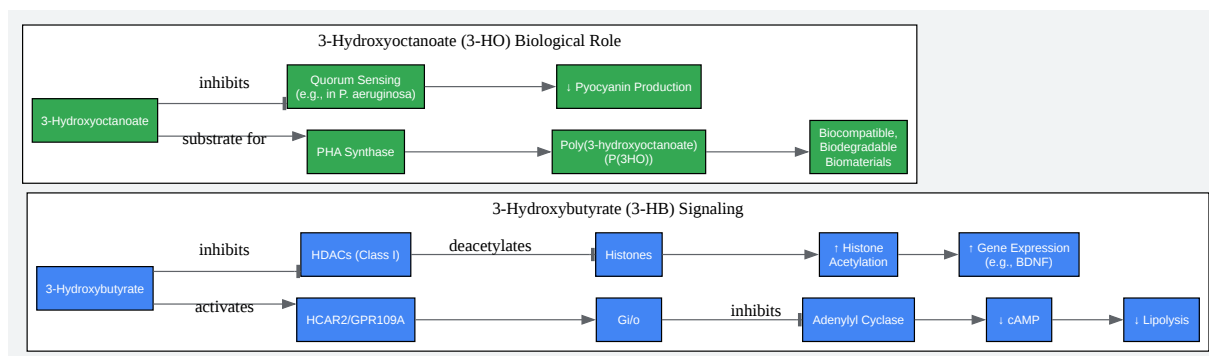 3-Hydroxyoctanoate (3-HO) Biological Role
inhibits
Quorum Sensing
(e.g., in P. aeruginosa)
↓ Pyocyanin Production
3-Hydroxyoctanoate
substrate for
PHA Synthase
Poly(3-hydroxyoctanoate)
(P(3HO))
Biocompatible,
Biodegradable
Biomaterials
3-Hydroxybutyrate (3-HB) Signaling
inhibits
HDACs (Class I)
deacetylates
Histones
↑ Histone
Acetylation
↑ Gene Expression
(e.g., BDNF)
3-Hydroxybutyrate
activates
HCAR2/GPR109A
Gi/o
inhibits
Adenylyl Cyclase
↓ cAMP
↓ Lipolysis